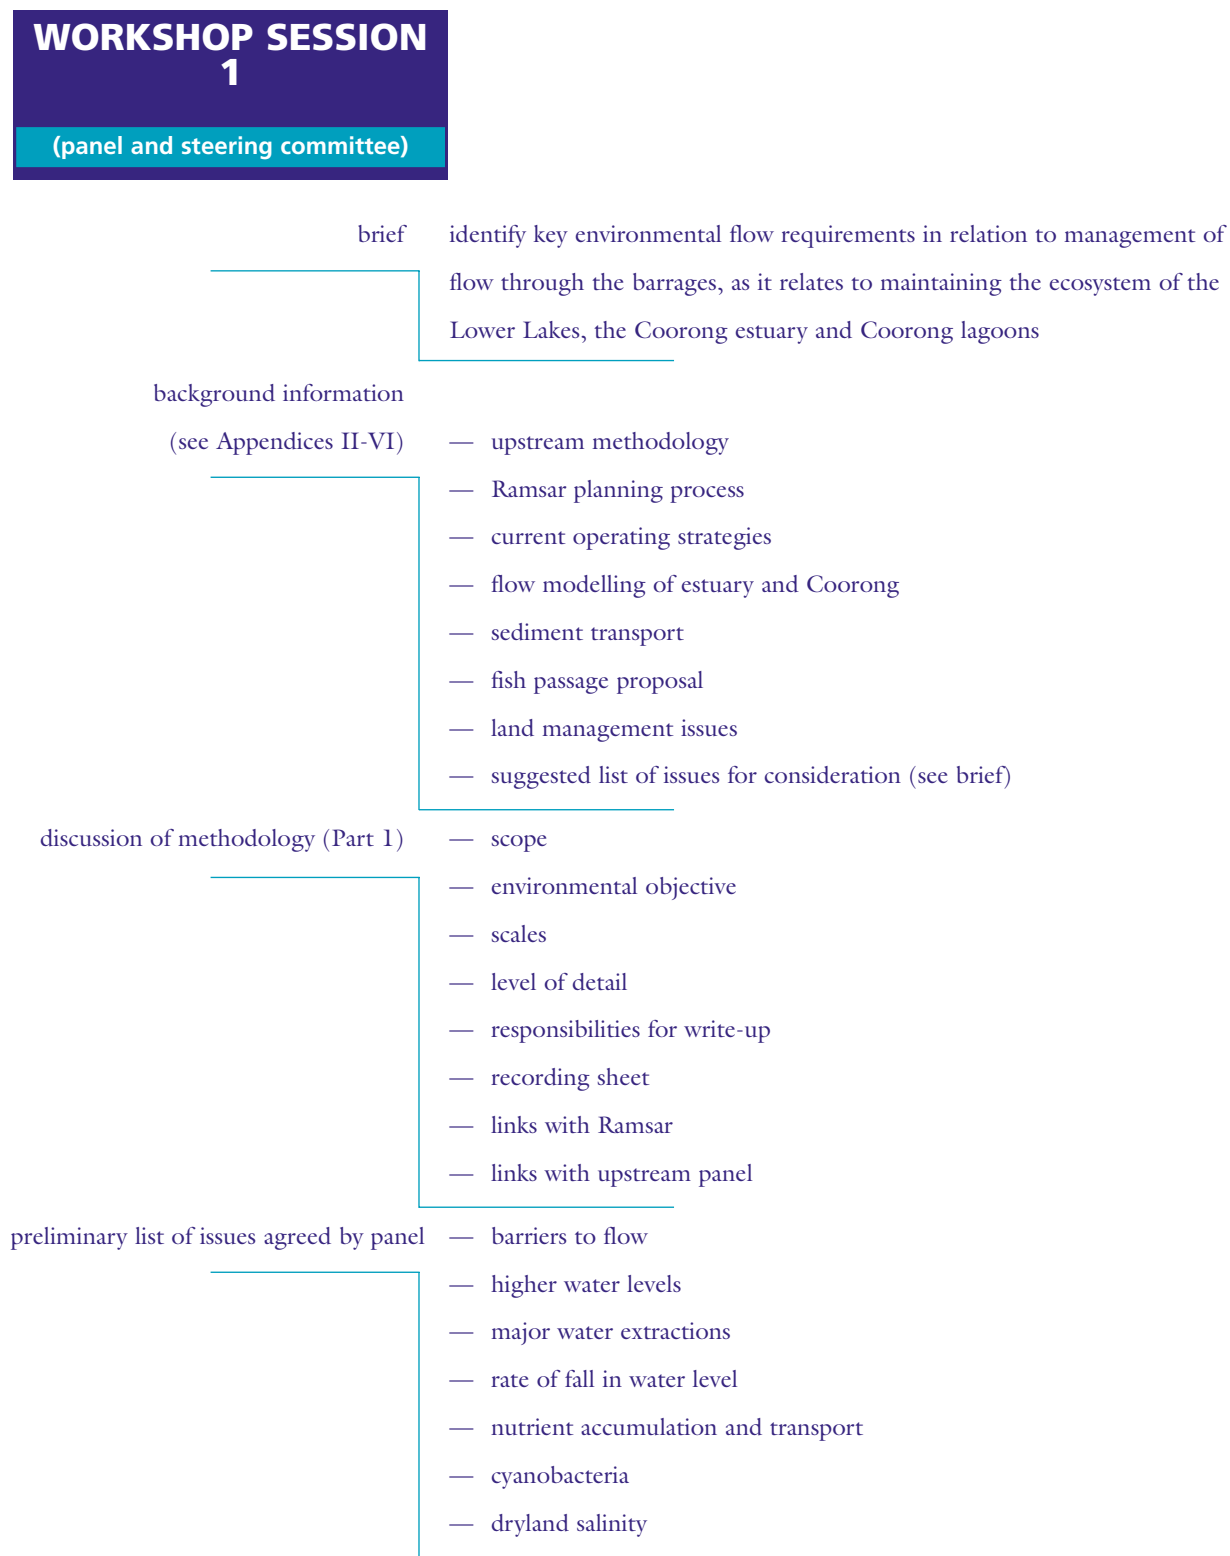 WORKSHOP SESSION
1
(panel and steering committee)
brief
identify key environmental flow requirements in relation to management of
flow through the barrages, as it relates to maintaining the ecosystem of the
Lower Lakes, the Coorong estuary and Coorong lagoons
background information
(see Appendices II-VI)
— upstream methodology
— Ramsar planning process
— current operating strategies
— flow modelling of estuary and Coorong
— sediment transport
— fish passage proposal
— land management issues
— suggested list of issues for consideration (see brief)
discussion of methodology (Part 1)
— scope
— environmental objective
— scales
— level of detail
— responsibilities for write-up
— recording sheet
— links with Ramsar
— links with upstream panel
preliminary list of issues agreed by panel
— barriers to flow
— higher water levels
— major water extractions
— rate of fall in water level
— nutrient accumulation and transport
— cyanobacteria
— dryland salinity